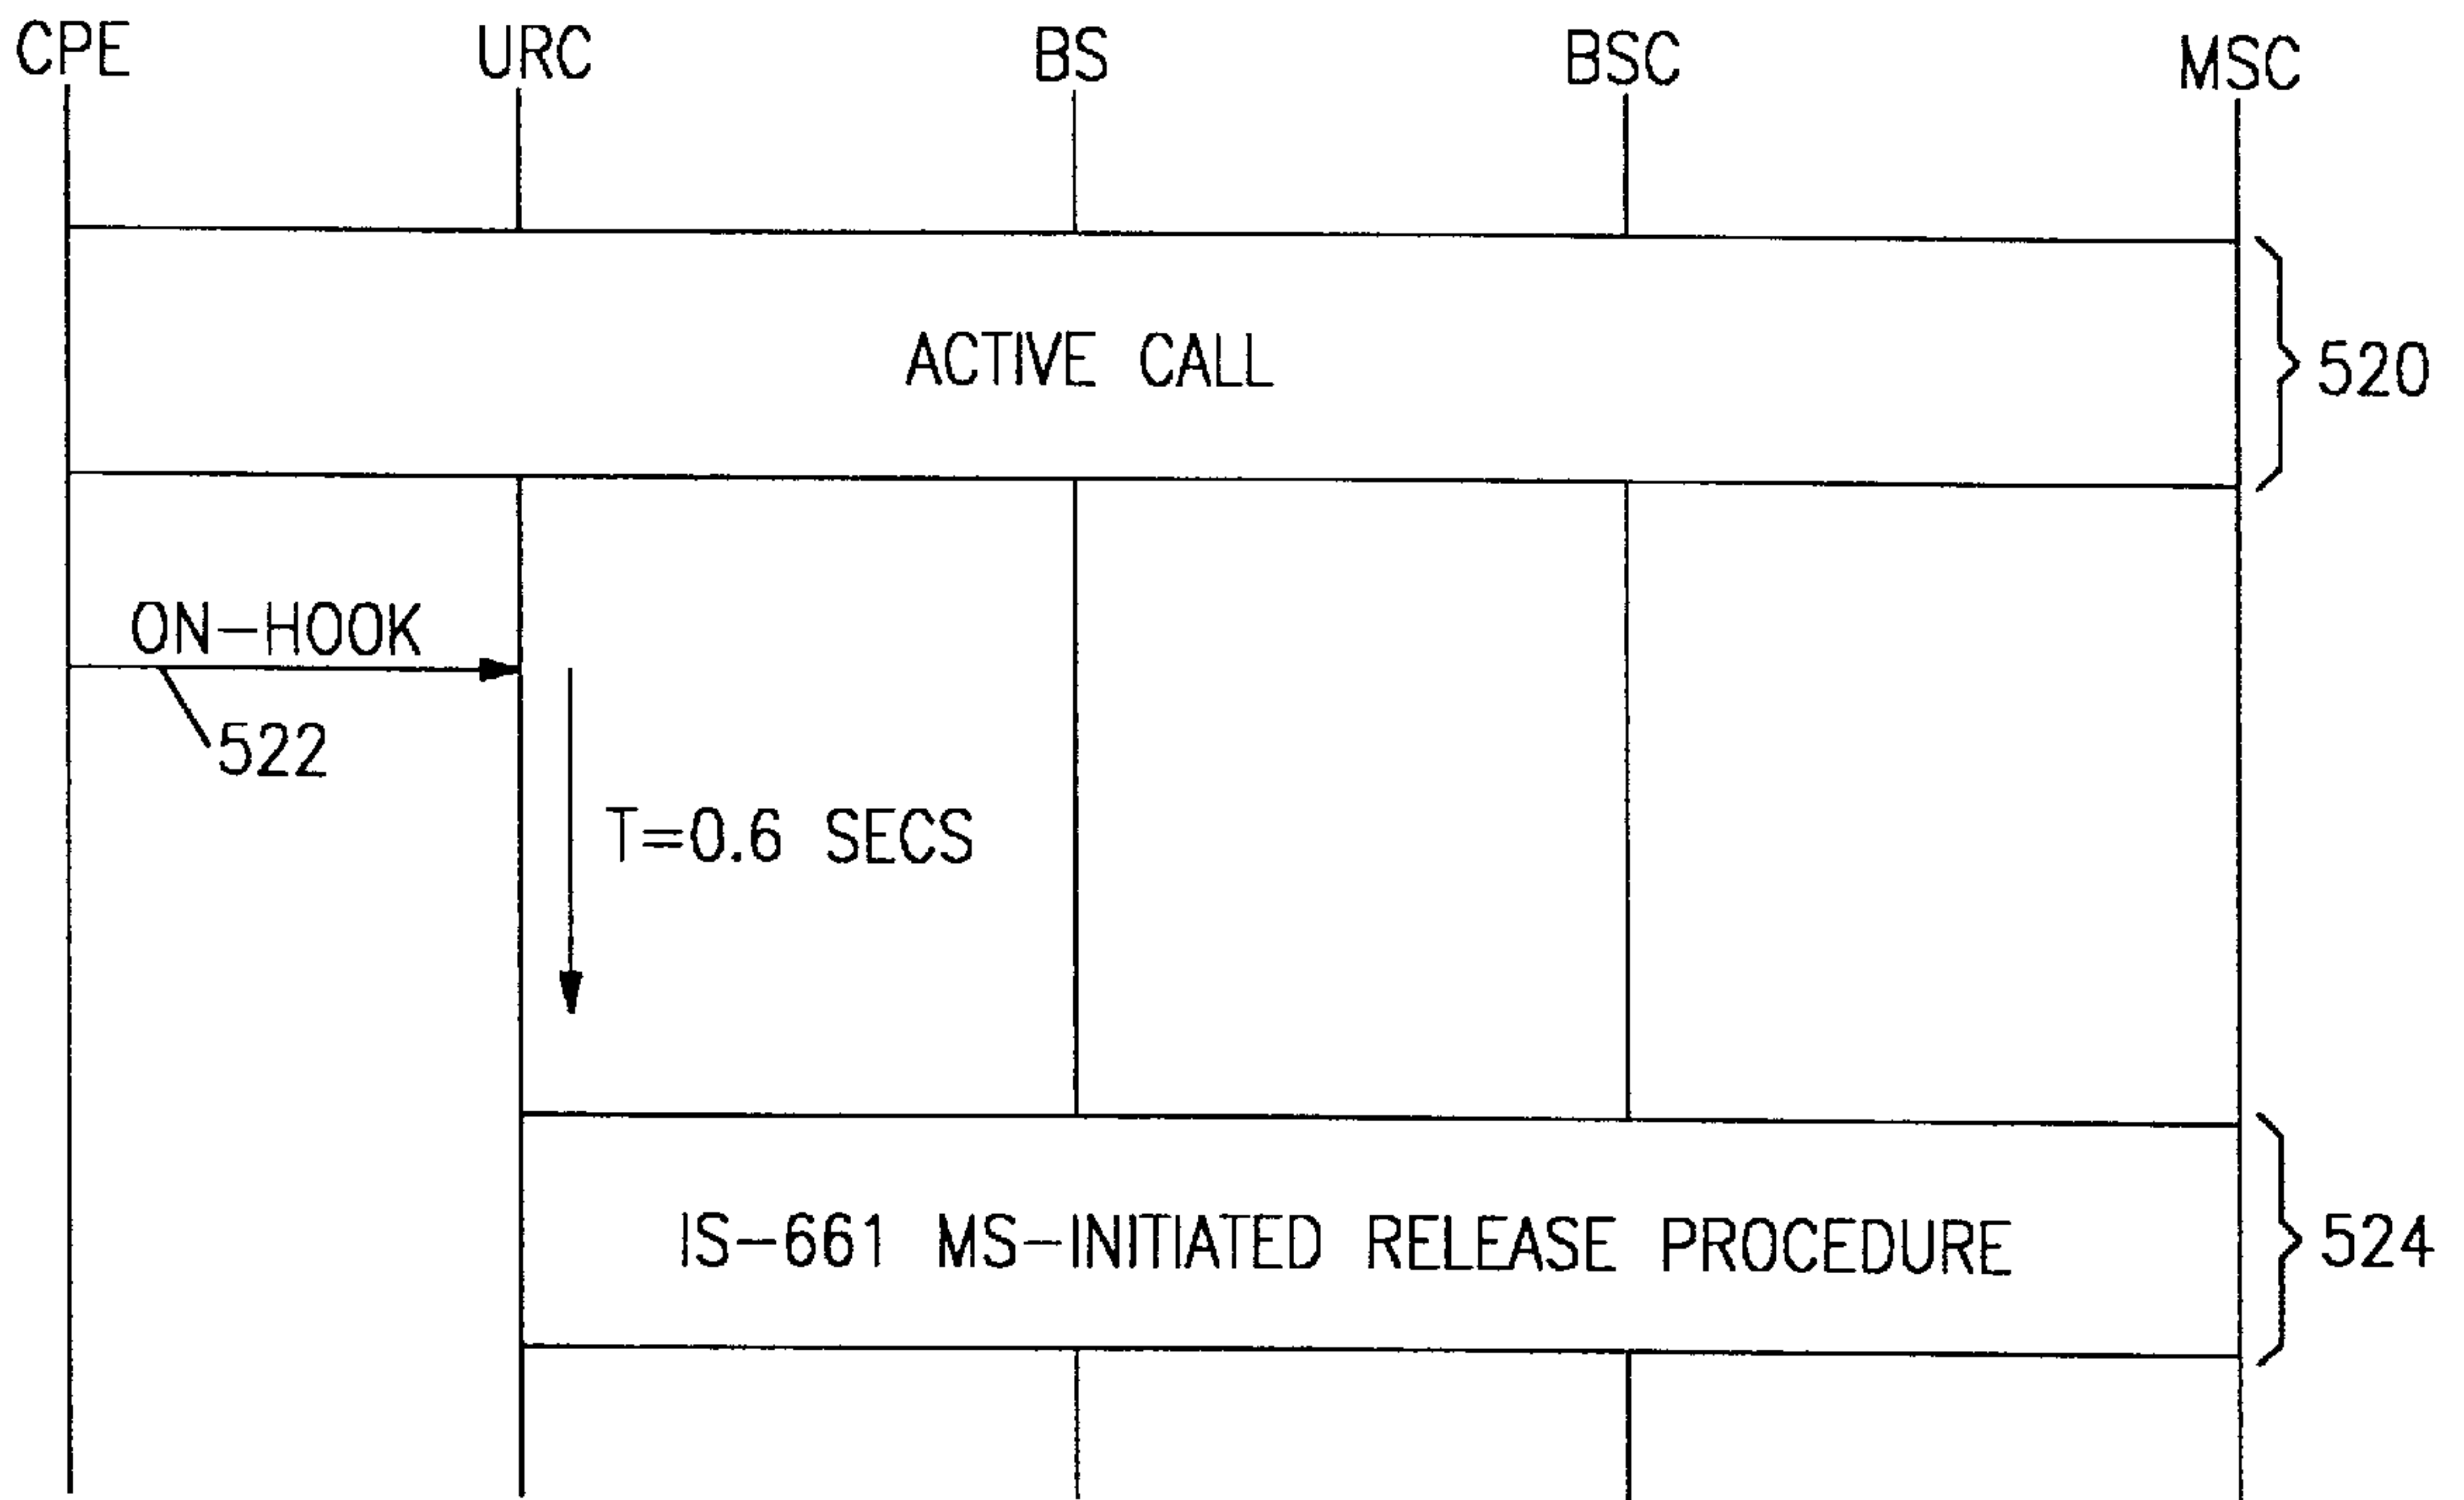 CPE URC BS BSC MSC
ACTIVE CALL
520
ON-HOOK
522
T=0.6 SECS
IS-661 MS-INITIATED RELEASE PROCEDURE
524